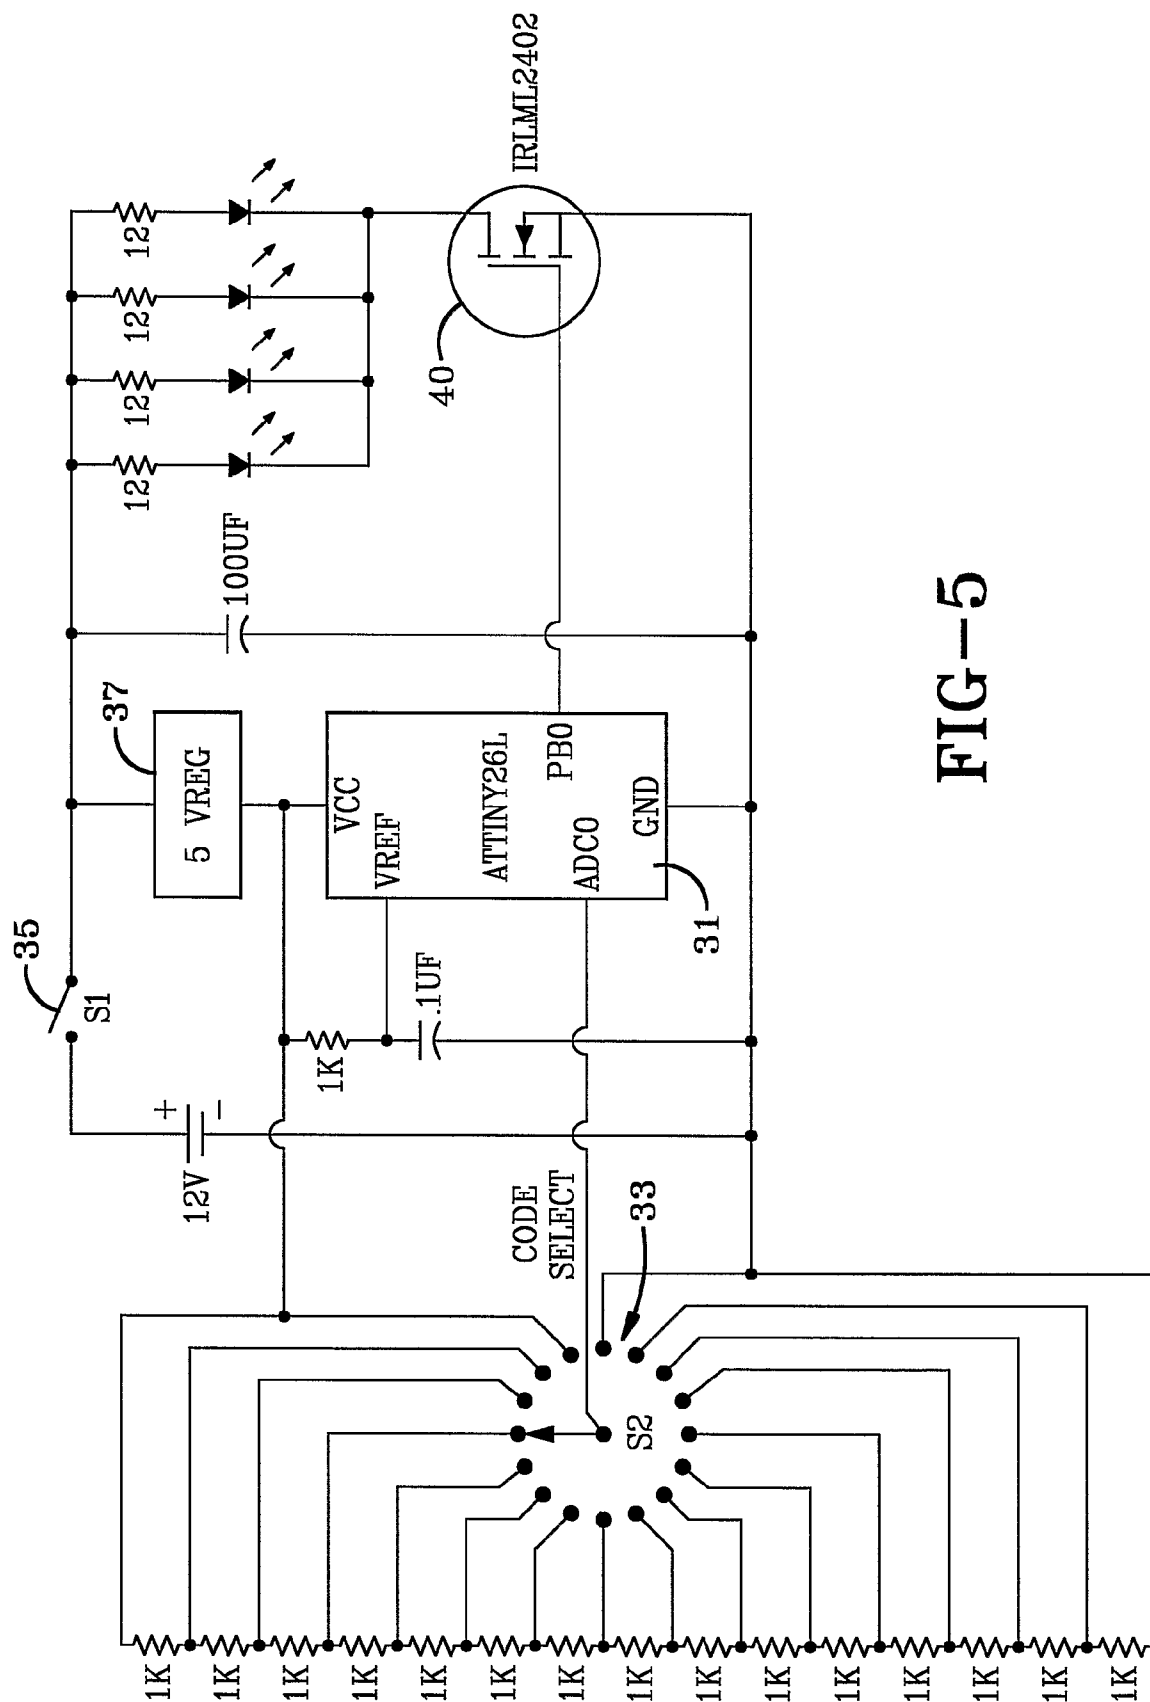 35
S1
37
12
12
12
12
1K
12V
+
-
5 VREG
1K
100UF
1K
1K
VCC
1K
VREF
.1UF
1K
40
ATTINY26L
1K
CODE
SELECT
IRLML2402
PB0
1K
ADC0
1K
S2
33
GND
31
1K
1K
1K
1K
FIG-5
1K
1K
1K